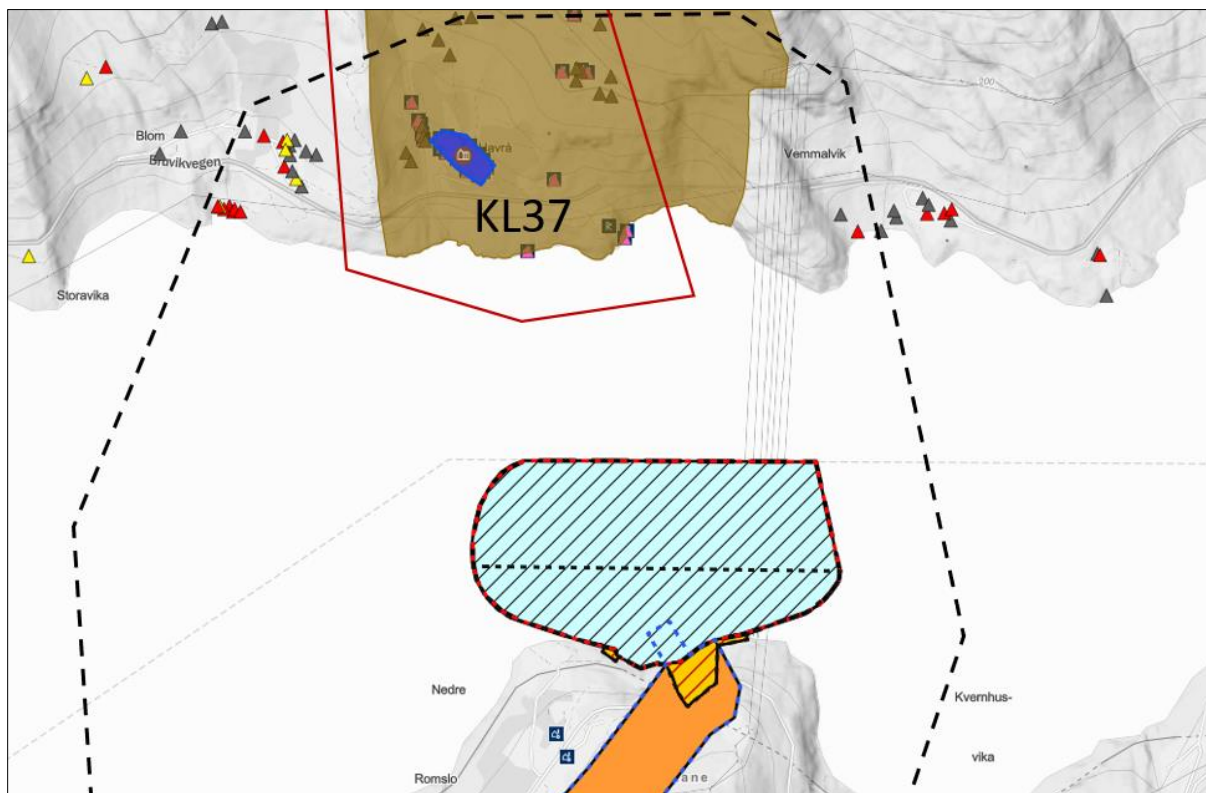 200
Blom
Bruvikvegen
Havrå
Vemmalvik
KL37
Storavika
Nedre
Kvernhus-
vika
Romslo
ane